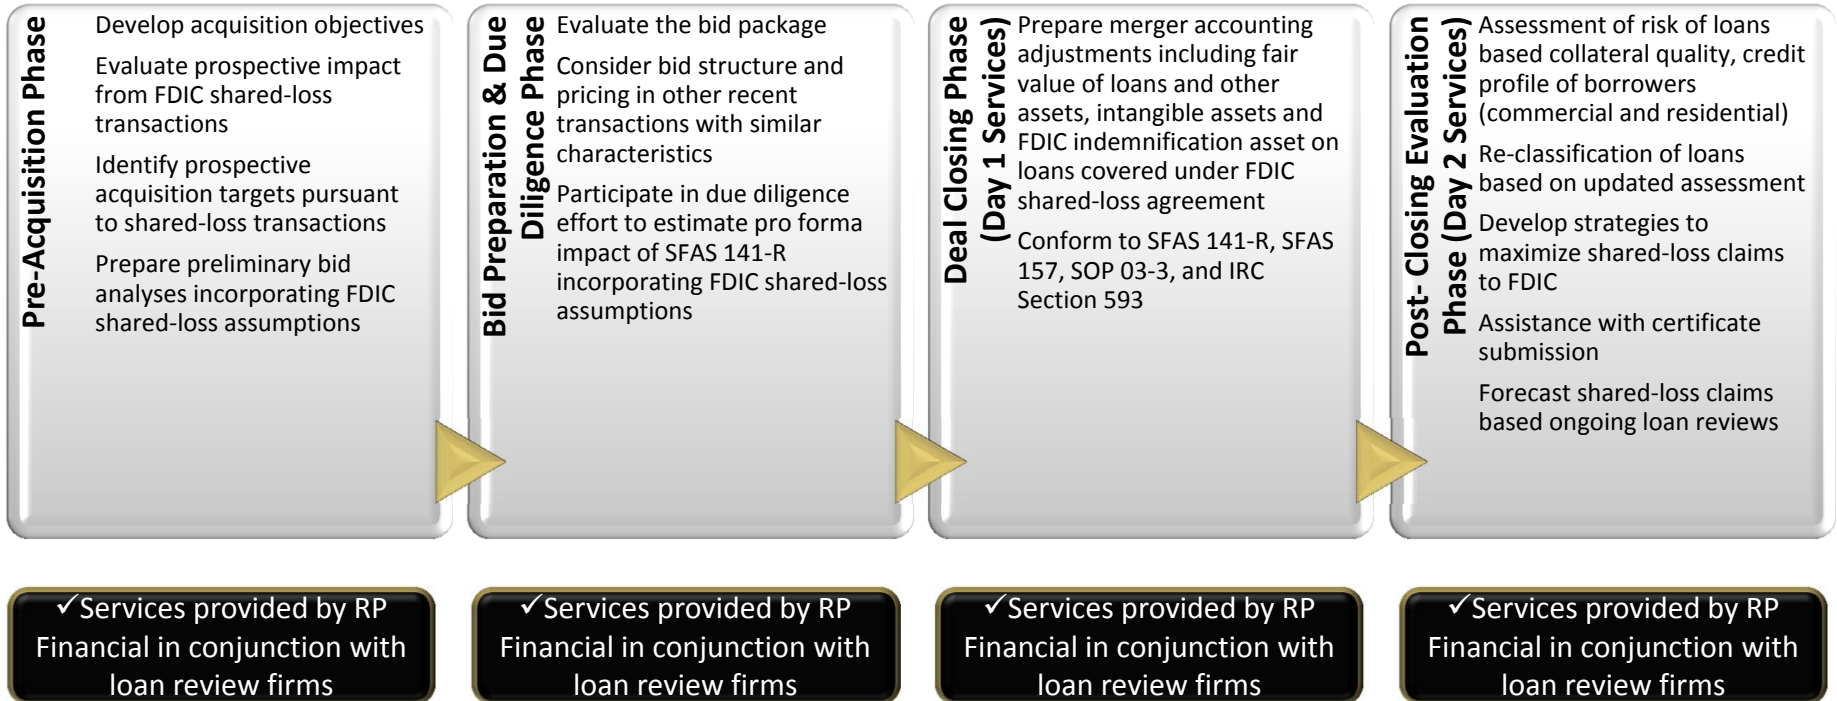 Pre-Acquisition Phase
Develop acquisition objectives
Evaluate prospective impact
from FDIC shared-loss
transactions
Identify prospective
acquisition targets pursuant
to shared-loss transactions
Prepare preliminary bid
analyses incorporating FDIC
shared-loss assumptions
Bid Preparation & Due
Diligence Phase
Evaluate the bid package
Consider bid structure and
pricing in other recent
transactions with similar
characteristics
Participate in due diligence
effort to estimate pro forma
impact of SFAS 141-R
incorporating FDIC shared-loss
assumptions
Deal Closing Phase
(Day 1 Services)
Prepare merger accounting
adjustments including fair
value of loans and other
assets, intangible assets and
FDIC indemnification asset on
loans covered under FDIC
shared-loss agreement
Conform to SFAS 141-R, SFAS
157, SOP 03-3, and IRC
Section 593
Post- Closing Evaluation
Phase (Day 2 Services)
Assessment of risk of loans
based collateral quality, credit
profile of borrowers
(commercial and residential)
Re-classification of loans
based on updated assessment
Develop strategies to
maximize shared-loss claims
to FDIC
Assistance with certificate
submission
Forecast shared-loss claims
based ongoing loan reviews
✓Services provided by RP
Financial in conjunction with
loan review firms
✓Services provided by RP
Financial in conjunction with
loan review firms
✓Services provided by RP
Financial in conjunction with
loan review firms
✓Services provided by RP
Financial in conjunction with
loan review firms